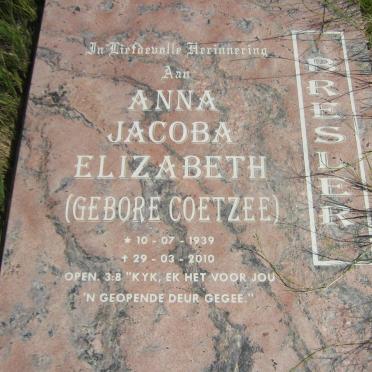 In Liefdevolle Herinnering
Aan
ANNA
JACOBA
ELIZABETH
(GEBORE COETZEE)
★ 10 - 07 - 1939
✝ 29 - 03 - 2010
OPEN. 3:8 "KYK, EK HET VOOR JOU
'N GEOPENDE DEUR GEGEE."
BRESLER